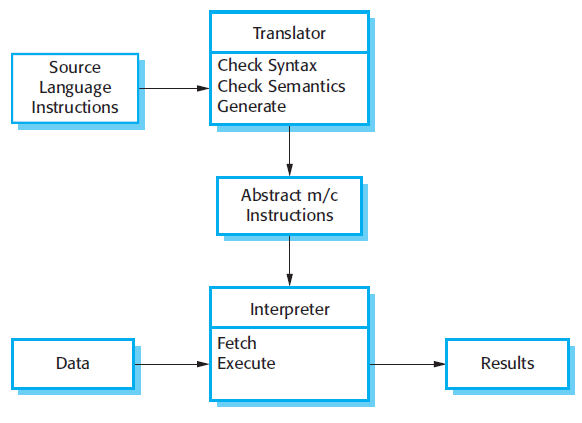 Translator
Source
Language
Instructions
Check Syntax
Check Semantics
Generate
Abstract m/c
Instructions
Interpreter
Fetch
Execute
Data
Results